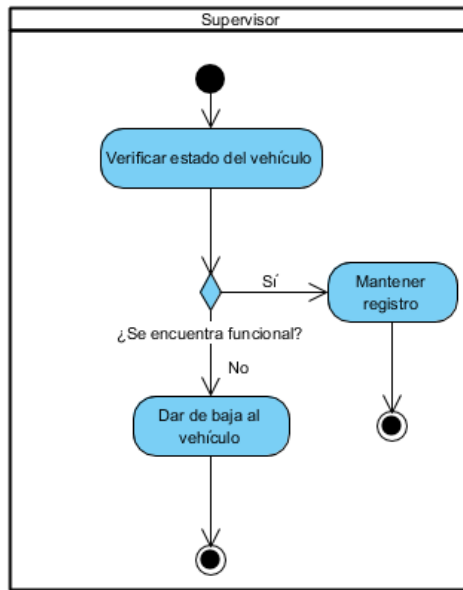 Supervisor
Verificar estado del vehículo
Sí
Mantener
registro
¿Se encuentra funcional?
No
Dar de baja al
vehículo